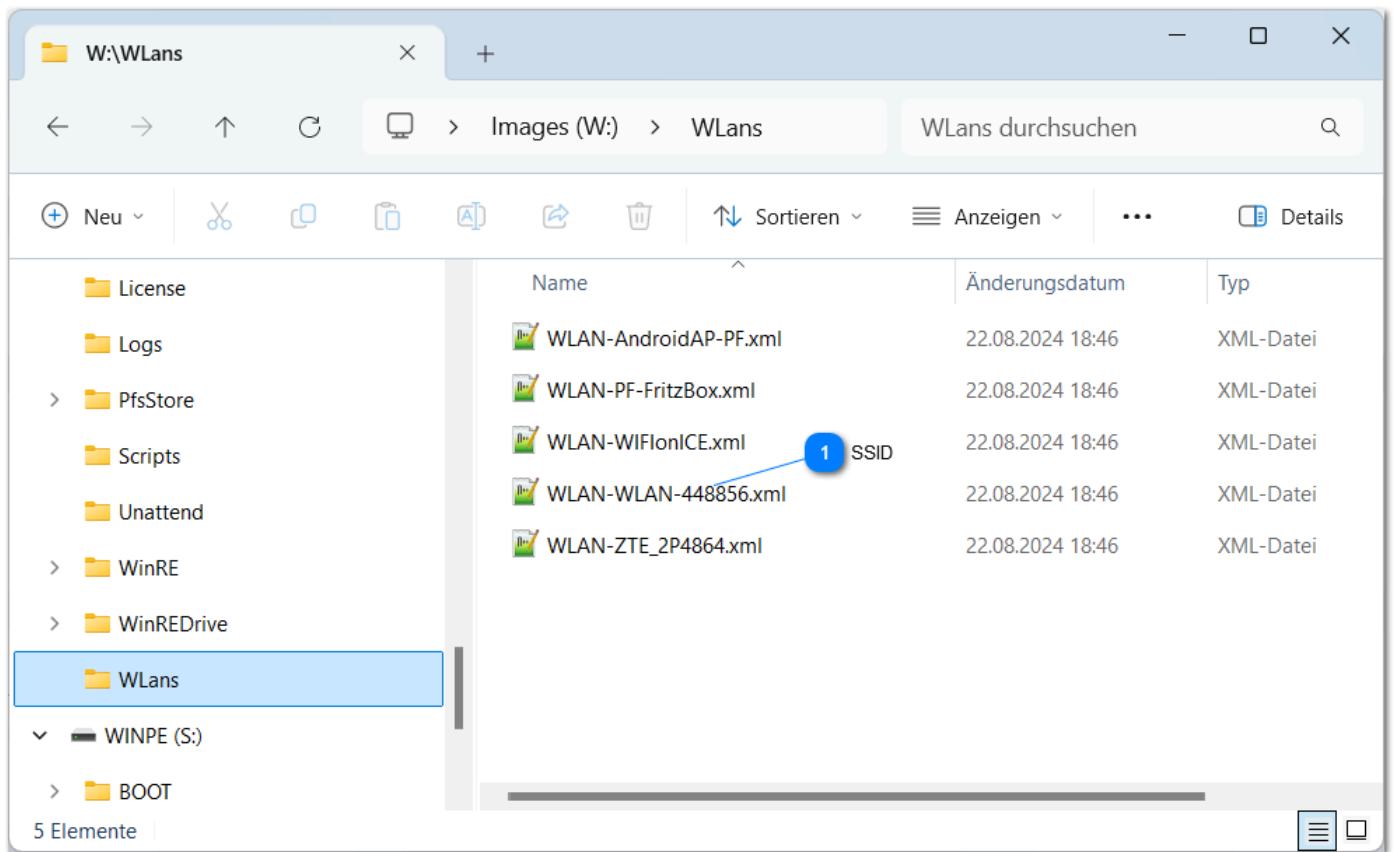 W:\WLans
Images (W:) > WLans
WLans durchsuchen
Neu
Sortieren
Anzeigen
Details
License
Logs
PfsStore
Scripts
Unattend
WinRE
WinREDrive
WLans
WINPE (S:)
BOOT
Name Änderungsdatum Typ
WLAN-AndroidAP-PF.xml 22.08.2024 18:46 XML-Datei
WLAN-PF-FritzBox.xml 22.08.2024 18:46 XML-Datei
WLAN-WIFIonICE.xml 22.08.2024 18:46 XML-Datei
1 SSID
WLAN-WLAN-448856.xml 22.08.2024 18:46 XML-Datei
WLAN-ZTE_2P4864.xml 22.08.2024 18:46 XML-Datei
5 Elemente